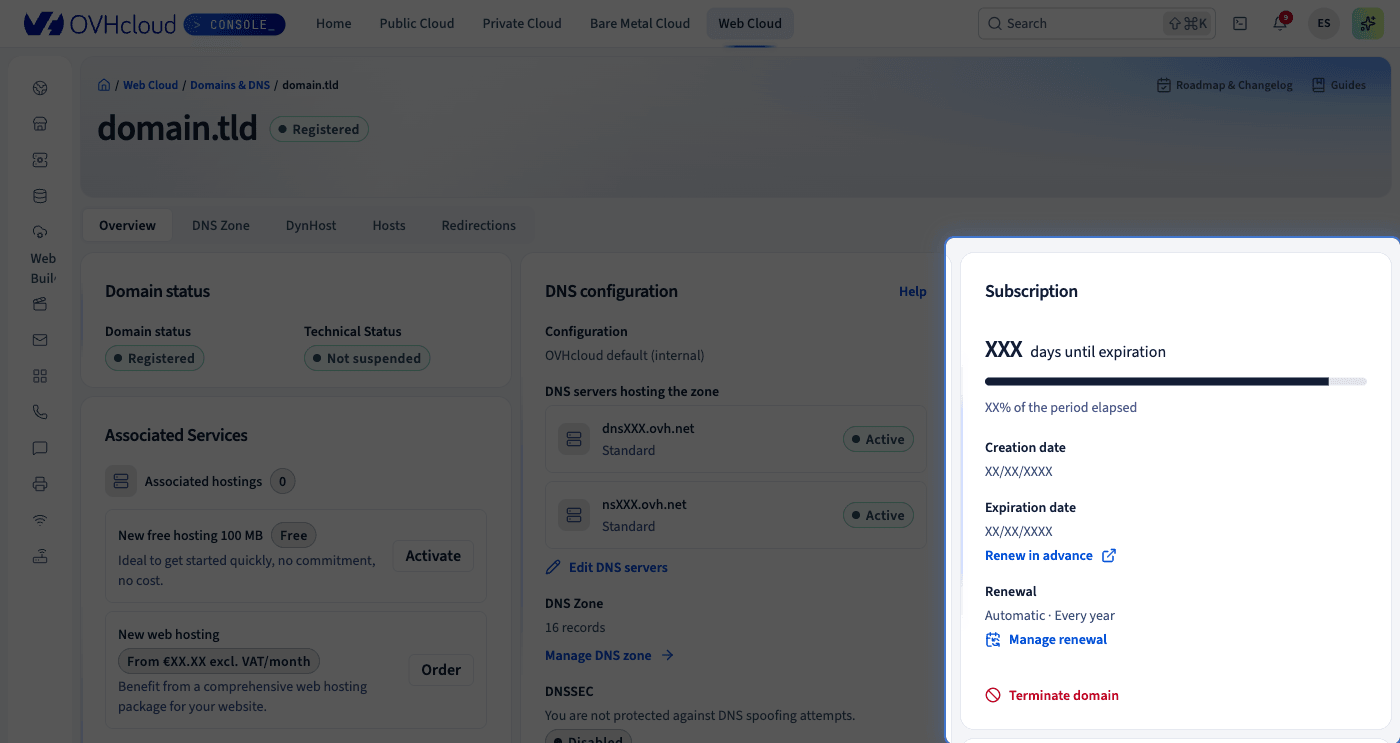 OVHcloud > CONSOLE_
Home Public Cloud Private Cloud Bare Metal Cloud Web Cloud
Search ⇧⌘K
9
ES
/ Web Cloud / Domains & DNS / domain.tld
Roadmap & Changelog Guides
domain.tld Registered
Overview DNS Zone DynHost Hosts Redirections
Web
Buil
Domain status
Domain status Technical Status
Registered Not suspended
Associated Services
Associated hostings 0
New free hosting 100 MB Free
Ideal to get started quickly, no commitment,
no cost.
Activate
New web hosting
From €XX.XX excl. VAT/month
Benefit from a comprehensive web hosting
package for your website.
Order
DNS configuration Help
Configuration
OVHcloud default (internal)
DNS servers hosting the zone
dnsXXX.ovh.net
Standard
Active
nsXXX.ovh.net
Standard
Active
Edit DNS servers
DNS Zone
16 records
Manage DNS zone
DNSSEC
You are not protected against DNS spoofing attempts.
Disabled
Subscription
XXX days until expiration
XX% of the period elapsed
Creation date
XX/XX/XXXX
Expiration date
XX/XX/XXXX
Renew in advance
Renewal
Automatic · Every year
Manage renewal
Terminate domain